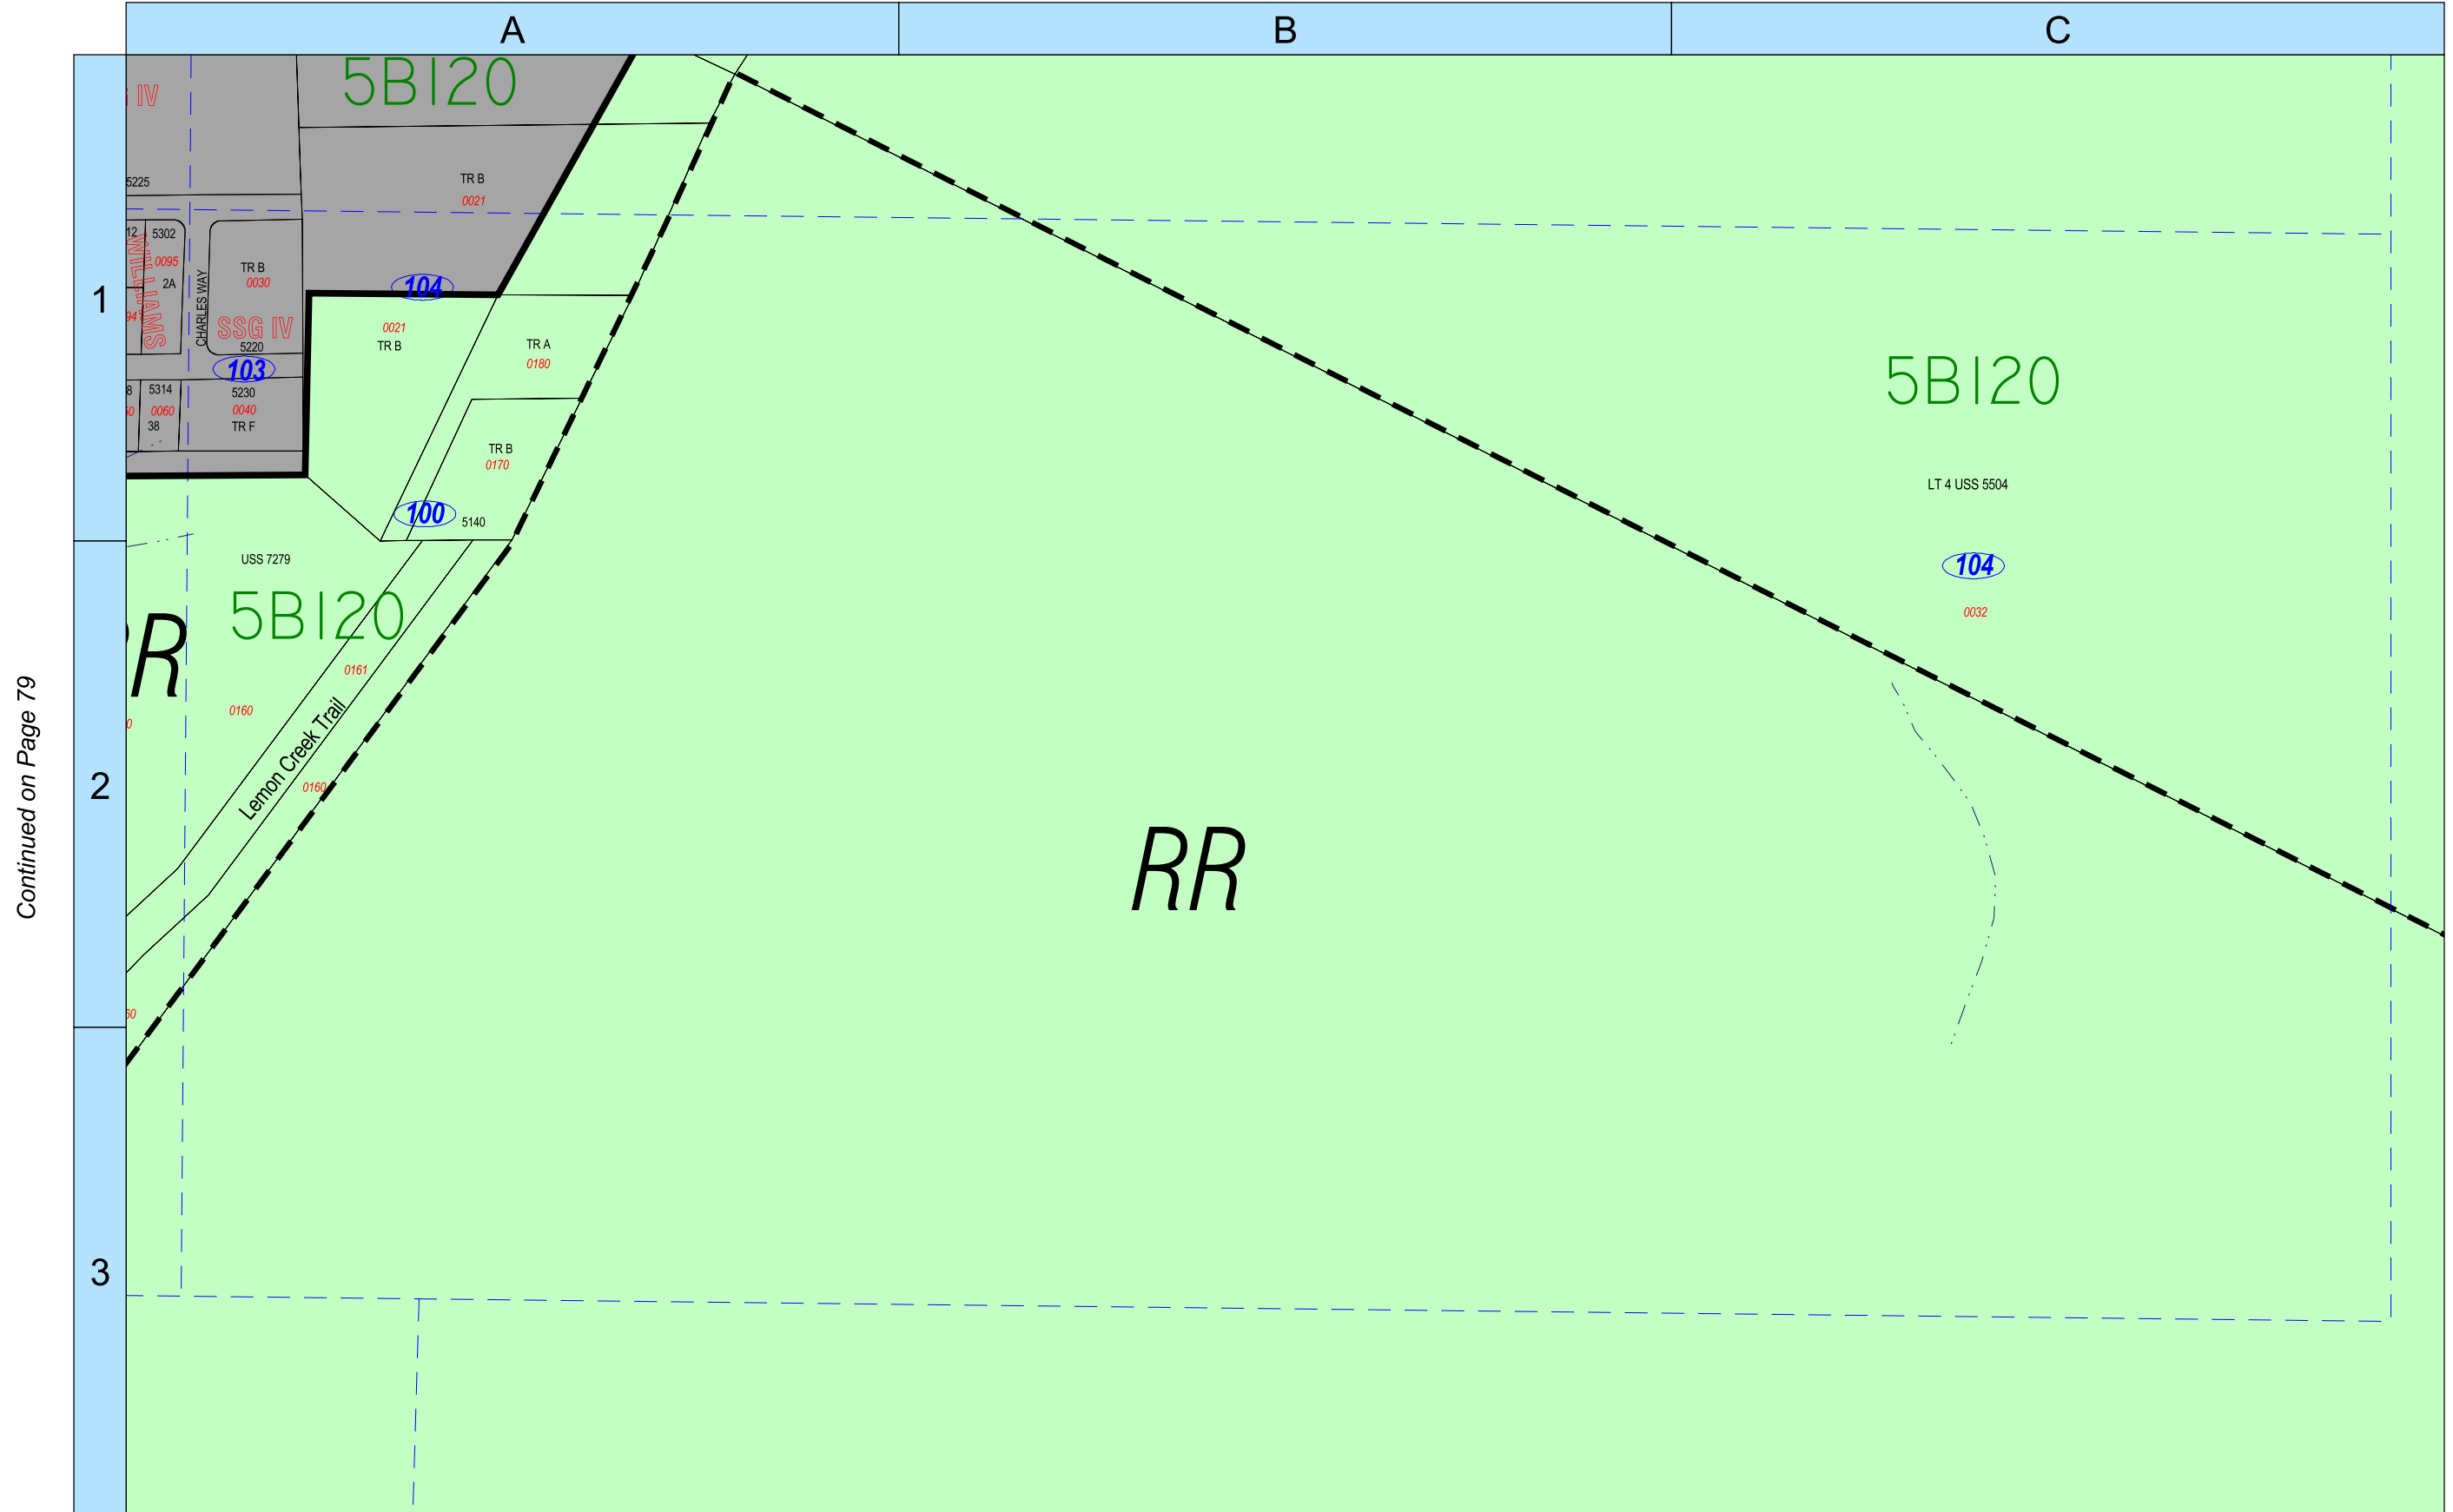 A
B
C
1
2
3
Continued on Page 79
5B120
IV
5225
TR B
0021
12
5302
0095
2A
WILLIAMS
CHARLES WAY
TR B
0030
SSG IV
5220
103
104
0021
TR B
TR A
0180
8
5314
0060
38
5230
0040
TR F
TR B
0170
100
5140
USS 7279
5B120
R
0161
0160
Lemon Creek Trail
0160
RR
5B120
LT 4 USS 5504
104
0032